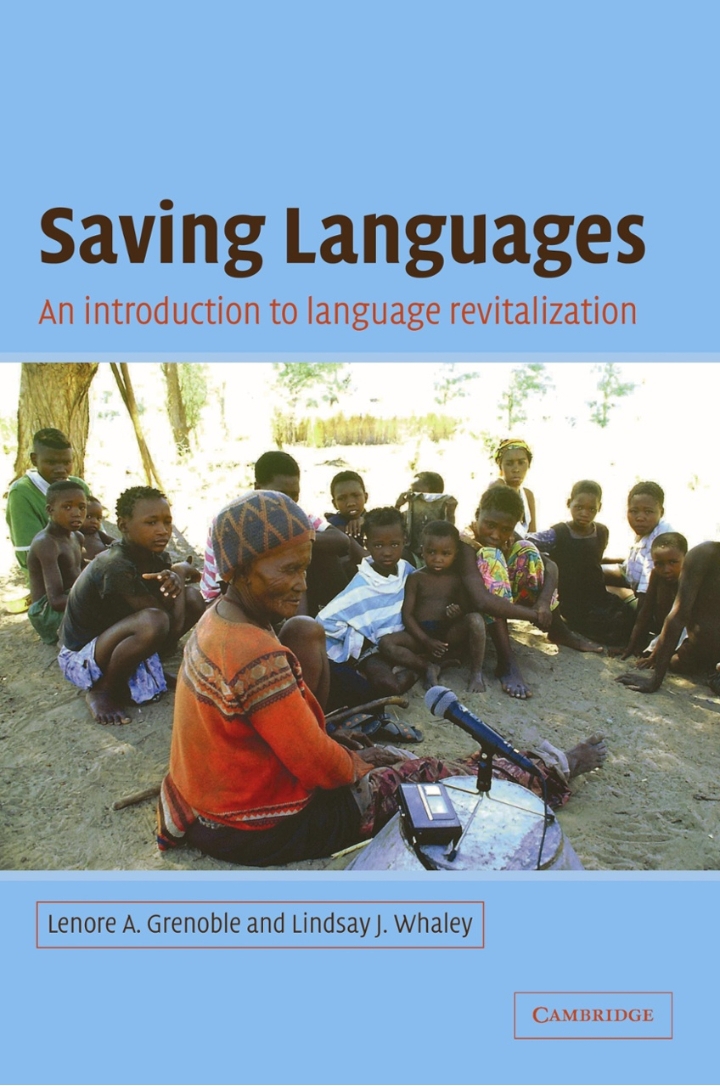 Saving Languages
An introduction to language revitalization
Lenore A. Grenoble and Lindsay J. Whaley
CAMBRIDGE